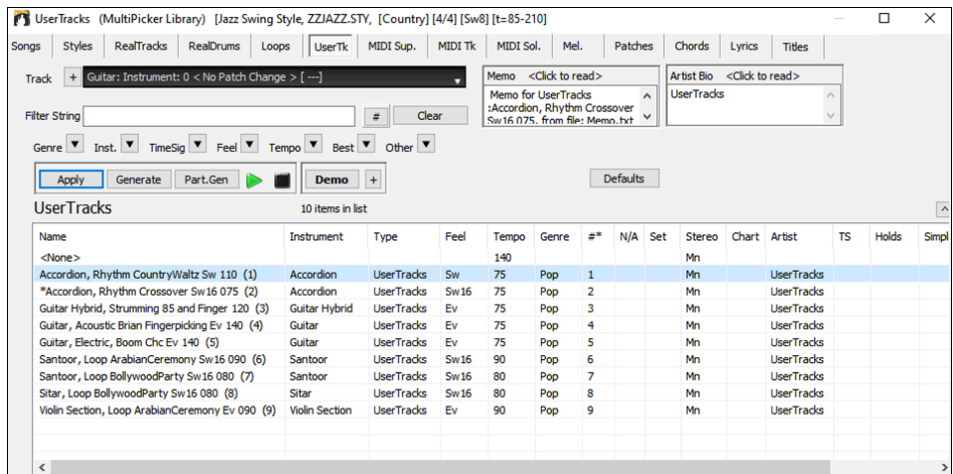 UserTracks (MultiPicker Library) [Jazz Swing Style, ZZJAZZ.STY, [Country] [4/4] [Sw8] [t=85-210]
Songs Styles RealTracks RealDrums Loops UserTk MIDI Sup. MIDI Tk MIDI Sol. Mel. Patches Chords Lyrics Titles
Track + Guitar: Instrument: 0 < No Patch Change > [ ---]
Memo <Click to read>
Memo for UserTracks
:Accordion, Rhythm Crossover
Sw16 075. from file: Memo.txt
Artist Bio <Click to read>
UserTracks
Filter String # Clear
Genre Inst. TimeSig Feel Tempo Best Other
Apply Generate Part.Gen Demo + Defaults
UserTracks 10 items in list
Name Instrument Type Feel Tempo Genre #* N/A Set Stereo Chart Artist TS Holds Simpl
<None> 140 Mn
Accordion, Rhythm CountryWaltz Sw 110 (1) Accordion UserTracks Sw 75 Pop 1 Mn UserTracks
*Accordion, Rhythm Crossover Sw16 075 (2) Accordion UserTracks Sw16 75 Pop 2 Mn UserTracks
Guitar Hybrid, Strumming 85 and Finger 120 (3) Guitar Hybrid UserTracks Ev 75 Pop 3 Mn UserTracks
Guitar, Acoustic Brian Fingerpicking Ev 140 (4) Guitar UserTracks Ev 75 Pop 4 Mn UserTracks
Guitar, Electric, Boom Chc Ev 140 (5) Guitar UserTracks Ev 75 Pop 5 Mn UserTracks
Santoor, Loop ArabianCeremony Sw16 090 (6) Santoor UserTracks Sw16 90 Pop 6 Mn UserTracks
Santoor, Loop BollywoodParty Sw16 080 (7) Santoor UserTracks Sw16 80 Pop 7 Mn UserTracks
Sitar, Loop BollywoodParty Sw16 080 (8) Sitar UserTracks Sw16 80 Pop 8 Mn UserTracks
Violin Section, Loop ArabianCeremony Ev 090 (9) Violin Section UserTracks Ev 90 Pop 9 Mn UserTracks